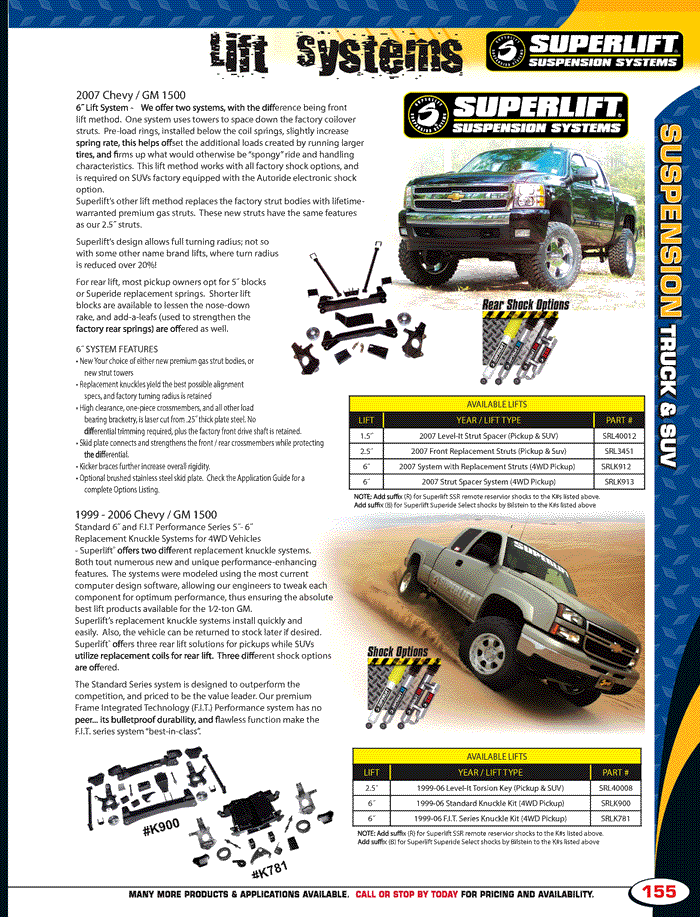 lift Systems
SUPERLIFT
SUSPENSION SYSTEMS
2007 Chevy / GM 1500
6˝ Lift System - We offer two systems, with the difference being front
lift method. One system uses towers to space down the factory coilover
struts. Pre-load rings, installed below the coil springs, slightly increase
spring rate, this helps offset the additional loads created by running larger
tires, and firms up what would otherwise be “spongy” ride and handling
characteristics. This lift method works with all factory shock options, and
is required on SUVs factory equipped with the Autoride electronic shock
option.
Superlift's other lift method replaces the factory strut bodies with lifetime-
warranted premium gas struts. These new struts have the same features
as our 2.5˝ struts.
Superlift's design allows full turning radius; not so
with some other name brand lifts, where turn radius
is reduced over 20%!
For rear lift, most pickup owners opt for 5˝ blocks
or Superide replacement springs. Shorter lift
blocks are available to lessen the nose-down
rake, and add-a-leafs (used to strengthen the
factory rear springs) are offered as well.
6˝ SYSTEM FEATURES
• New Your choice of either new premium gas strut bodies, or
new strut towers
• Replacement knuckles yield the best possible alignment
specs, and factory turning radius is retained
• High clearance, one-piece crossmembers, and all other load
bearing bracketry, is laser cut from .25˝ thick plate steel. No
differential trimming required, plus the factory front drive shaft is retained.
• Skid plate connects and strengthens the front / rear crossmembers while protecting
the differential.
• Kicker braces further increase overall rigidity.
• Optional brushed stainless steel skid plate. Check the Application Guide for a
complete Options Listing.
SUPERLIFT
SUSPENSION SYSTEMS
Rear Shock Options
AVAILABLE LIFTS
LIFT YEAR / LIFT TYPE PART #
1.5˝ 2007 Level-It Strut Spacer (Pickup & SUV) SRL40012
2.5˝ 2007 Front Replacement Struts (Pickup & Suv) SRL3451
6˝ 2007 System with Replacement Struts (4WD Pickup) SRLK912
6˝ 2007 Strut Spacer System (4WD Pickup) SRLK913
NOTE: Add suffix (R) for Superlift SSR remote reservior shocks to the K#s listed above.
Add suffix (B) for Superlift Superide Select shocks by Bilstein to the K#s listed above
SUSPENSION TRUCK & SUV
1999 - 2006 Chevy / GM 1500
Standard 6˝ and F.I.T Performance Series 5˝- 6˝
Replacement Knuckle Systems for 4WD Vehicles
- Superlift® offers two different replacement knuckle systems.
Both tout numerous new and unique performance-enhancing
features. The systems were modeled using the most current
computer design software, allowing our engineers to tweak each
component for optimum performance, thus ensuring the absolute
best lift products available for the 1⁄2-ton GM.
Superlift's replacement knuckle systems install quickly and
easily. Also, the vehicle can be returned to stock later if desired.
Superlift® offers three rear lift solutions for pickups while SUVs
utilize replacement coils for rear lift. Three different shock options
are offered.
The Standard Series system is designed to outperform the
competition, and priced to be the value leader. Our premium
Frame Integrated Technology (F.I.T.) Performance system has no
peer... its bulletproof durability, and flawless function make the
F.I.T. series system “best-in-class”.
SUPERLIFT
SUPERLIFT
Shock Options
#K900
#K781
AVAILABLE LIFTS
LIFT YEAR / LIFT TYPE PART #
2.5˝ 1999-06 Level-It Torsion Key (Pickup & SUV) SRL40008
6˝ 1999-06 Standard Knuckle Kit (4WD Pickup) SRLK900
6˝ 1999-06 F.I.T. Series Knuckle Kit (4WD Pickup) SRLK781
NOTE: Add suffix (R) for Superlift SSR remote reservior shocks to the K#s listed above.
Add suffix (B) for Superlift Superide Select shocks by Bilstein to the K#s listed above
MANY MORE PRODUCTS & APPLICATIONS AVAILABLE. CALL OR STOP BY TODAY FOR PRICING AND AVAILABILITY.
155